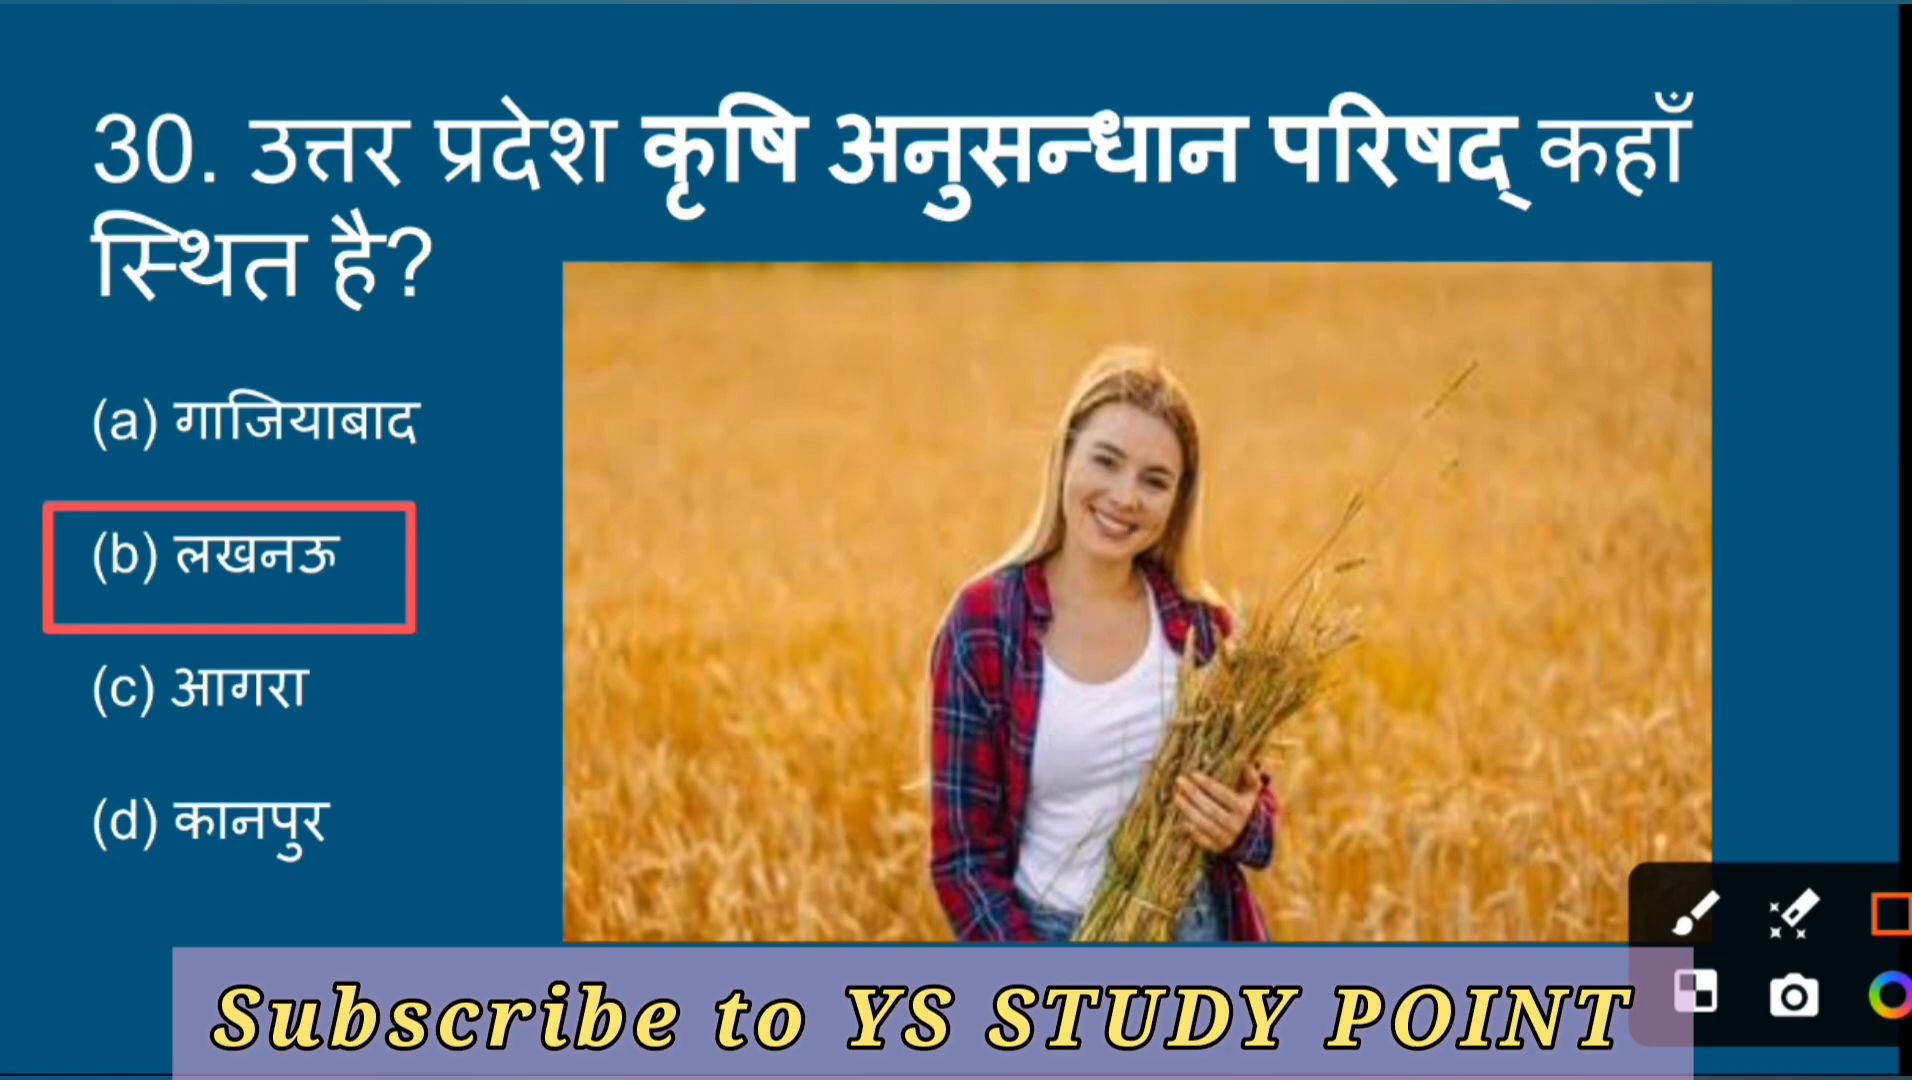 30. उत्तर प्रदेश कृषि अनुसन्धान परिषद् कहाँ
स्थित है?
(a) गाजियाबाद
(b) लखनऊ
(c) आगरा
(d) कानपुर
Subscribe to YS STUDY POINT